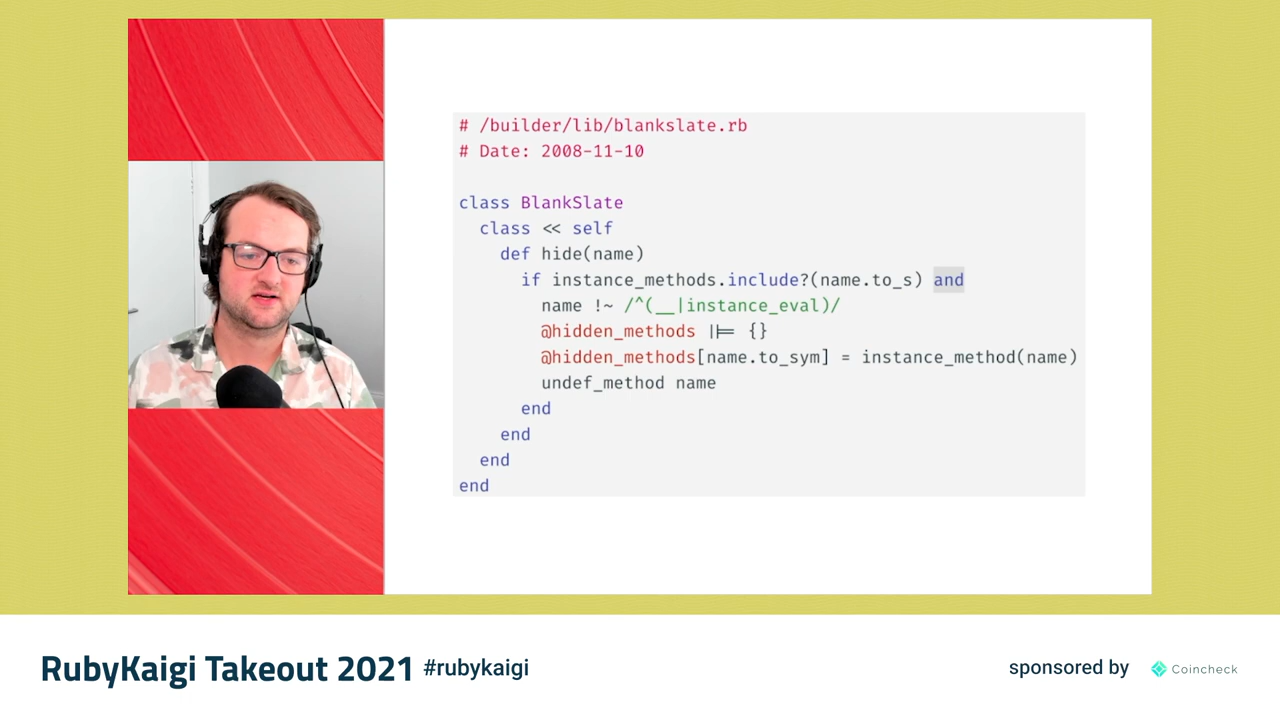 # /builder/lib/blankslate.rb
# Date: 2008-11-10
class BlankSlate
class << self
def hide(name)
if instance_methods.include?(name.to_s) and
name !~ /^(__|instance_eval)/
@hidden_methods ||= {}
@hidden_methods[name.to_sym] = instance_method(name)
undef_method name
end
end
end
end
RubyKaigi Takeout 2021 #rubykaigi
sponsored by Coincheck